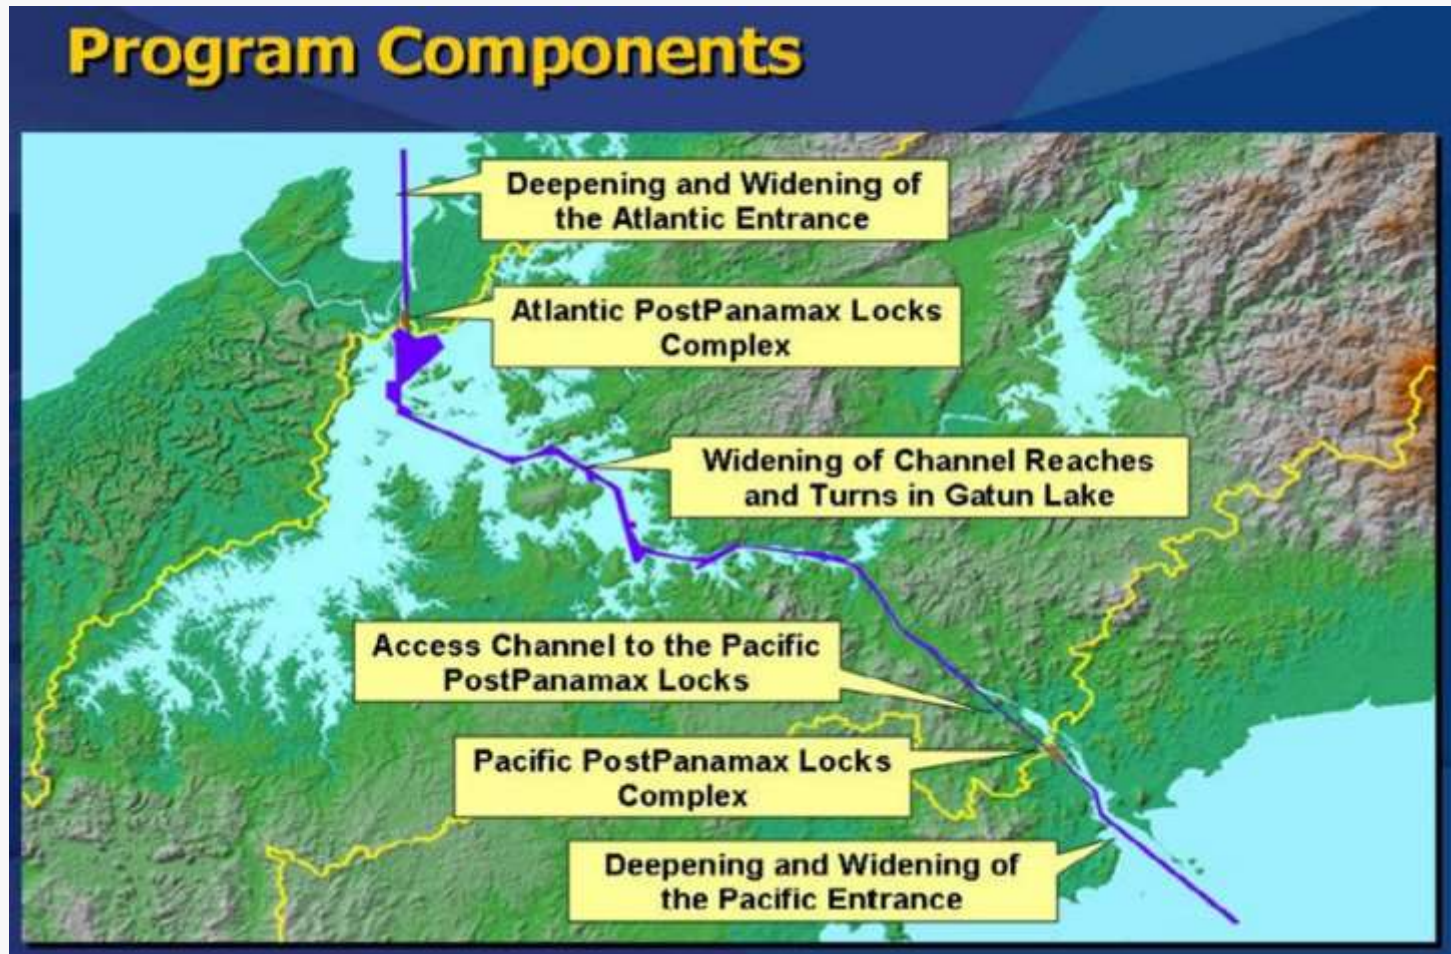 Program Components
Deepening and Widening of
the Atlantic Entrance
Atlantic PostPanamax Locks
Complex
Widening of Channel Reaches
and Turns in Gatun Lake
Access Channel to the Pacific
PostPanamax Locks
Pacific PostPanamax Locks
Complex
Deepening and Widening of
the Pacific Entrance